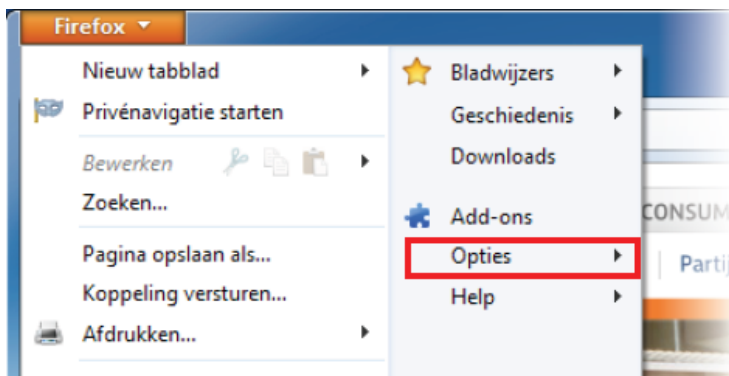 Firefox
Nieuw tabblad
Privénavigatie starten
Bewerken
Zoeken...
Pagina opslaan als...
Koppeling versturen...
Afdrukken...
Bladwijzers
Geschiedenis
Downloads
Add-ons
Opties
Help
CONSUM
Partij